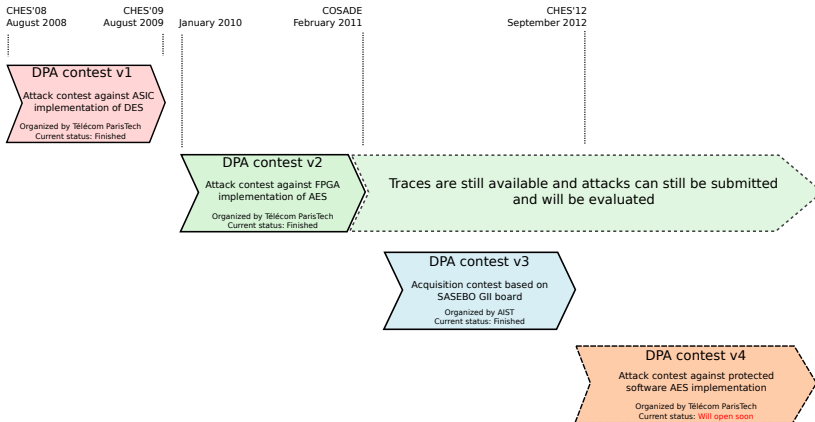 CHES'08
August 2008
CHES'09
August 2009
January 2010
COSADE
February 2011
CHES'12
September 2012
DPA contest v1
Attack contest against ASIC
implementation of DES
Organized by Télécom ParisTech
Current status: Finished
DPA contest v2
Attack contest against FPGA
implementation of AES
Organized by Télécom ParisTech
Current status: Finished
Traces are still available and attacks can still be submitted
and will be evaluated
DPA contest v3
Acquisition contest based on
SASEBO GII board
Organized by AIST
Current status: Finished
DPA contest v4
Attack contest against protected
software AES implementation
Organized by Télécom ParisTech
Current status: Will open soon